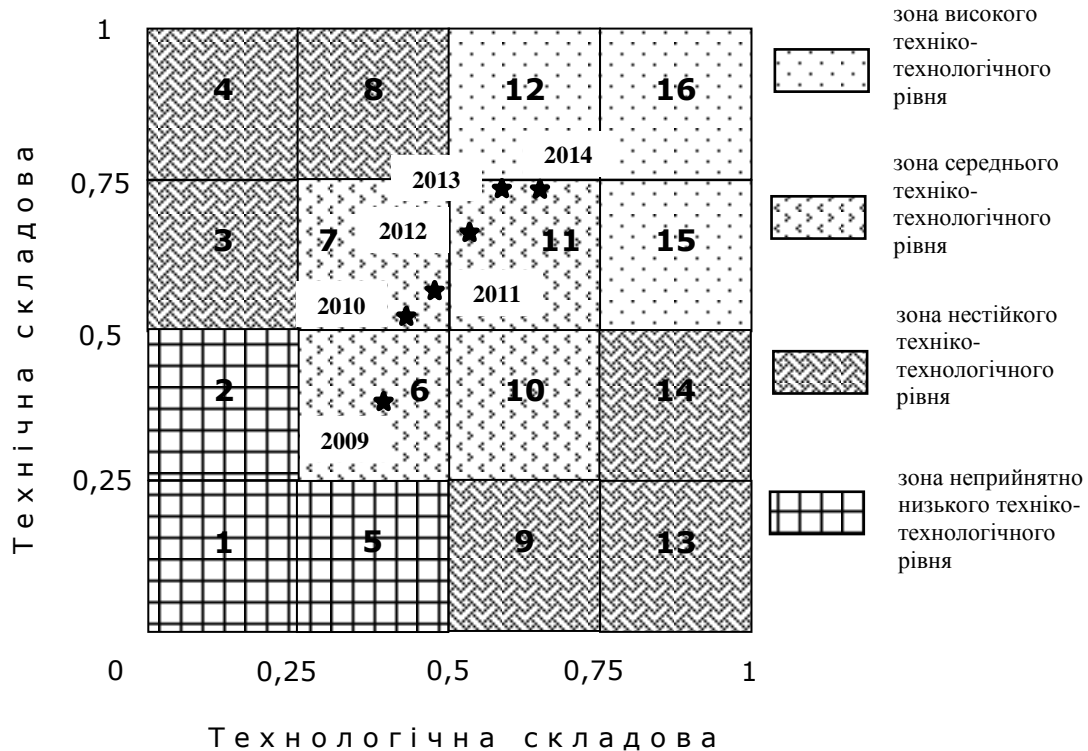 1
4
8
12
16
2014
0,75
2013
2012
3
7
11
15
2010
2011
0,5
2
6
10
14
2009
0,25
1
5
9
13
0
0,25
0,5
0,75
1
Технічна складова
Технологічна складова
зона високого
техніко-
технологічного
рівня
зона середнього
техніко-
технологічного
рівня
зона нестійкого
техніко-
технологічного
рівня
зона неприйнятно
низького техніко-
технологічного
рівня